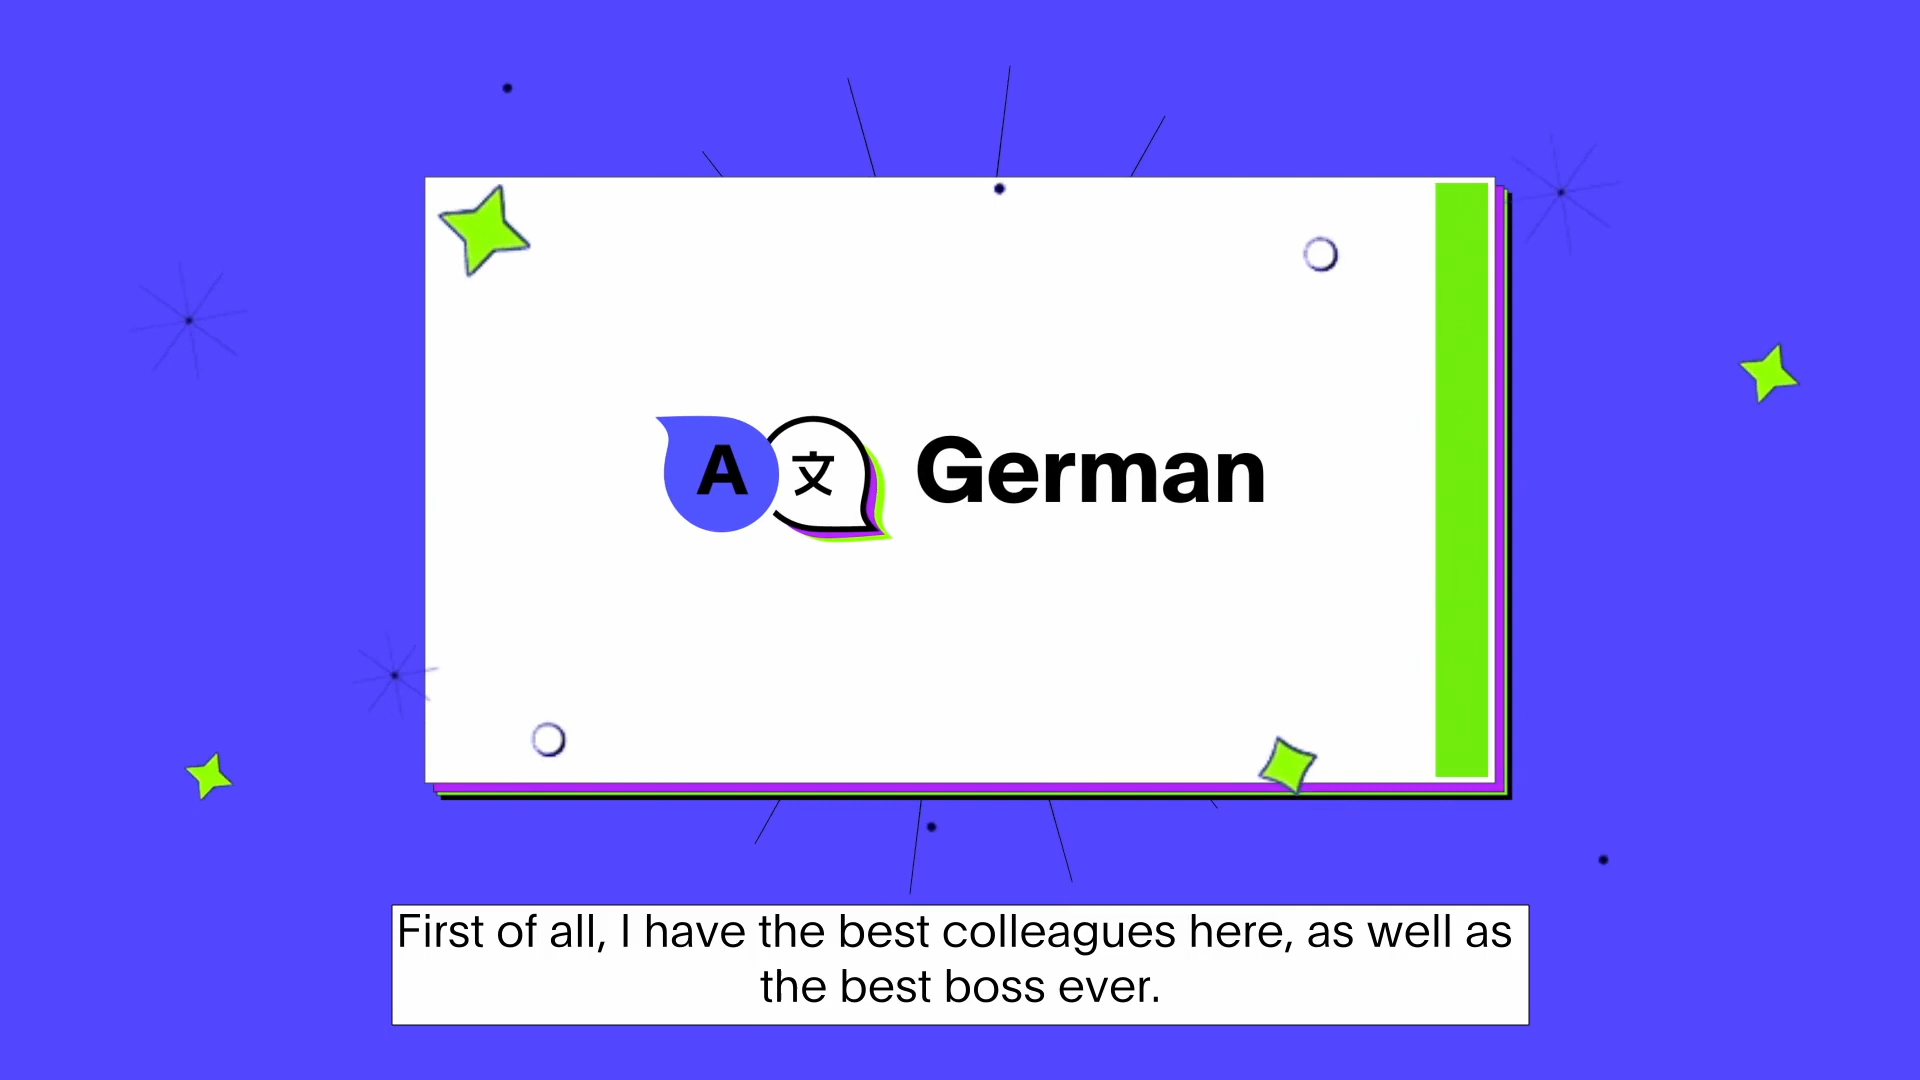 A 文 German
First of all, I have the best colleagues here, as well as
the best boss ever.